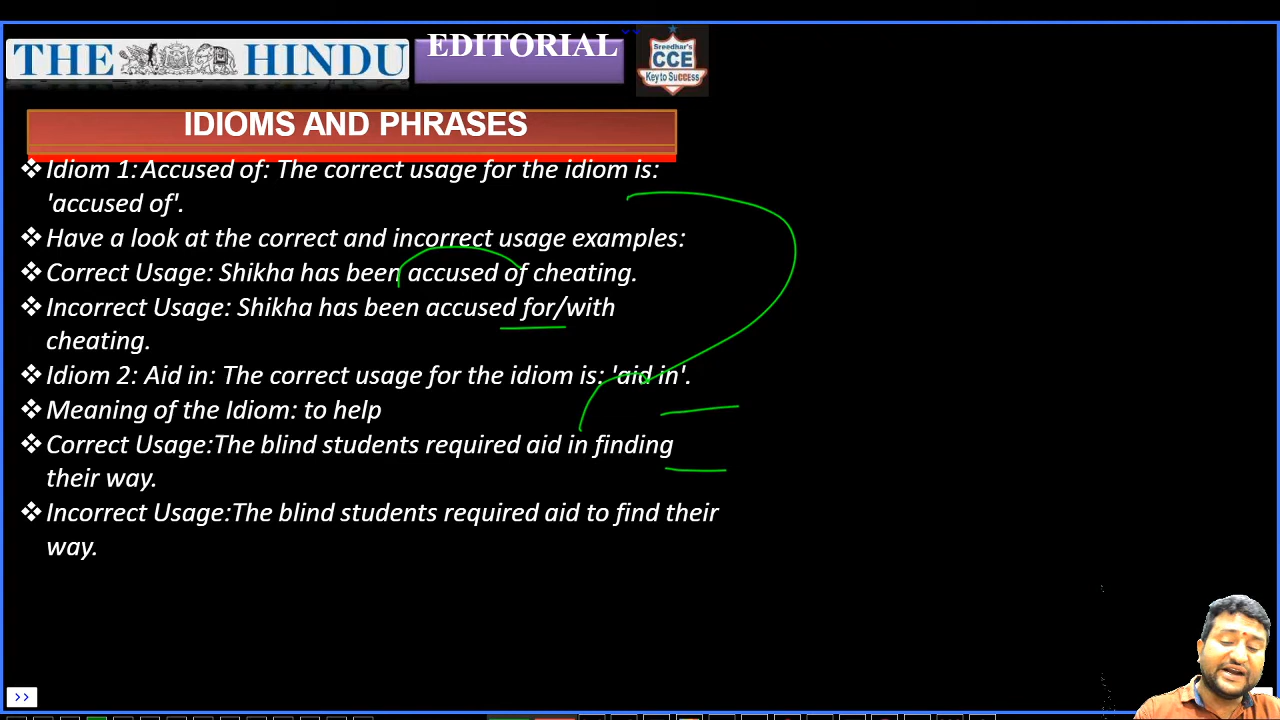 THE HINDU
EDITORIAL
Sreedhar's
CCE
Key to Success
IDIOMS AND PHRASES
❖ Idiom 1: Accused of: The correct usage for the idiom is:
'accused of'.
❖ Have a look at the correct and incorrect usage examples:
❖ Correct Usage: Shikha has been accused of cheating.
❖ Incorrect Usage: Shikha has been accused for/with
cheating.
❖ Idiom 2: Aid in: The correct usage for the idiom is: 'aid in'.
❖ Meaning of the Idiom: to help
❖ Correct Usage:The blind students required aid in finding
their way.
❖ Incorrect Usage:The blind students required aid to find their
way.
>>